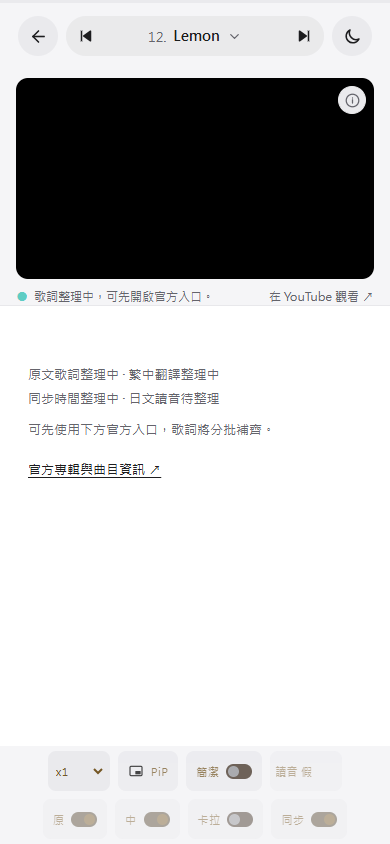 12. Lemon
歌詞整理中，可先開啟官方入口。 在 YouTube 觀看 ↗
原文歌詞整理中 · 繁中翻譯整理中
同步時間整理中 · 日文讀音待整理
可先使用下方官方入口，歌詞將分批補齊。
官方專輯與曲目資訊 ↗
x1 PiP 簡潔 讀音 假
原 中 卡拉 同步